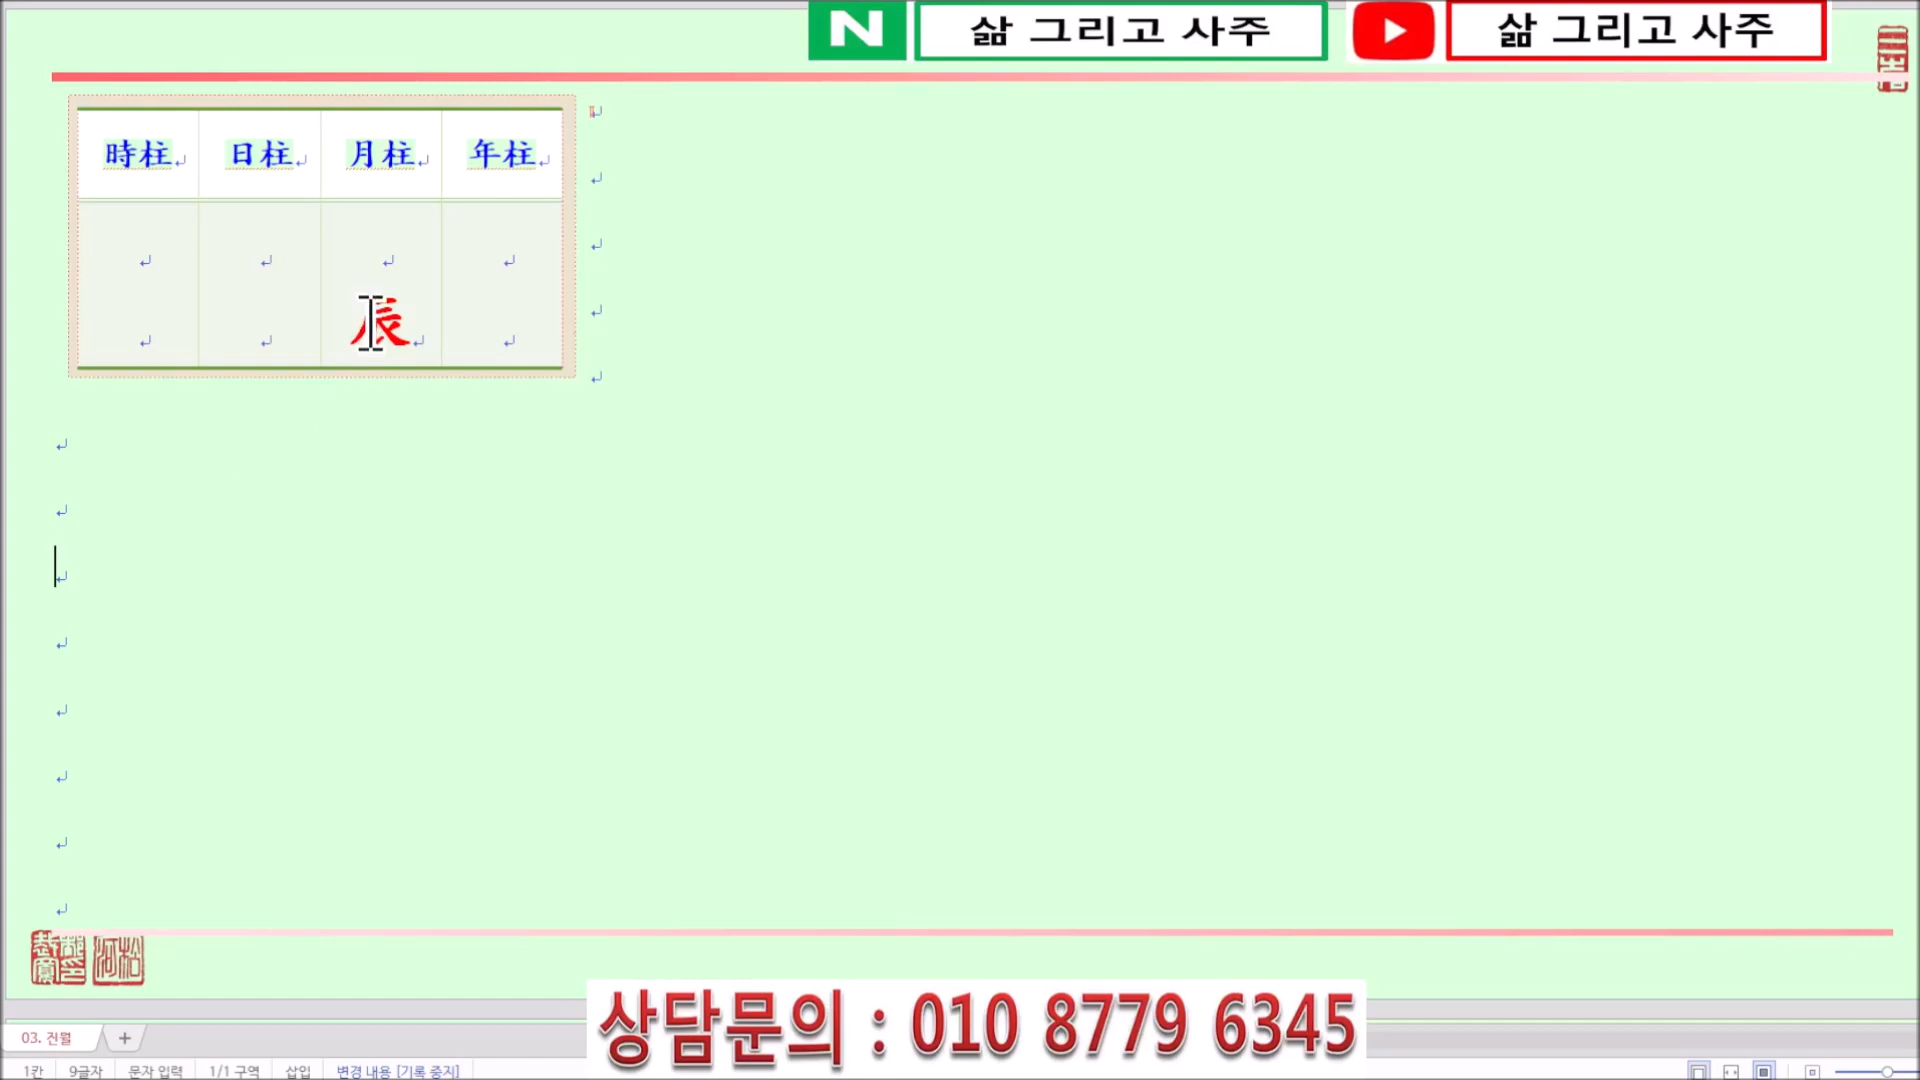 N 삶 그리고 사주 삶 그리고 사주
時柱 日柱 月柱 年柱
辰
상담문의 : 010 8779 6345
03. 진월 +
1칸 9글자 문자 입력 1/1 구역 삽입 변경 내용 [기록 중지]